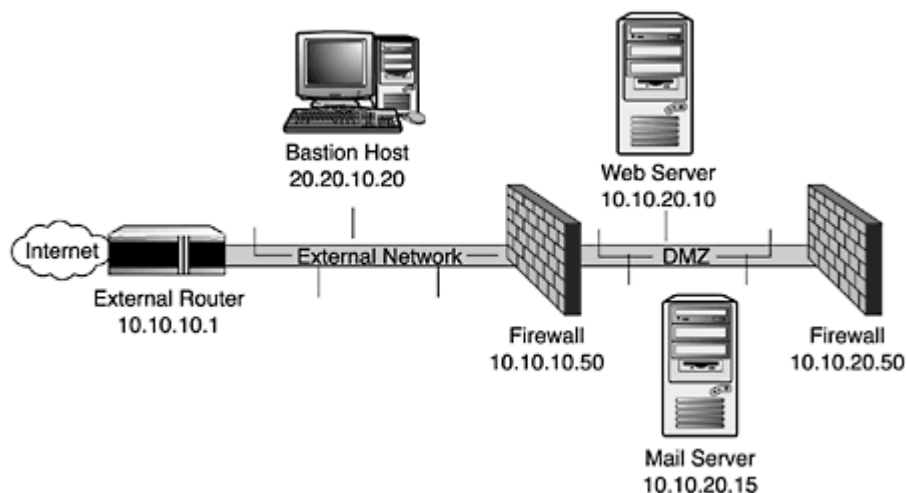 Bastion Host
20.20.10.20
Web Server
10.10.20.10
Internet
External Network
DMZ
External Router
10.10.10.1
Firewall
10.10.10.50
Firewall
10.10.20.50
Mail Server
10.10.20.15